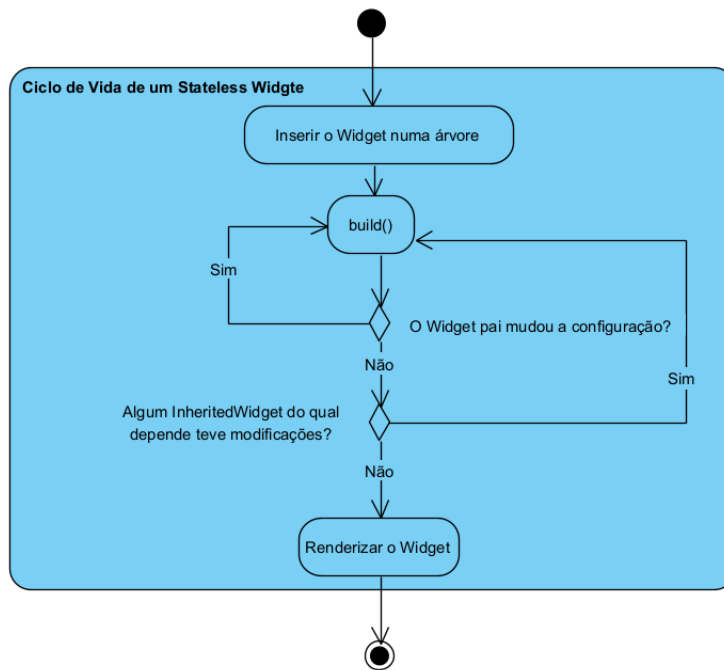 Ciclo de Vida de um Stateless Widgte
Inserir o Widget numa árvore
build()
Sim
O Widget pai mudou a configuração?
Não
Sim
Algum InheritedWidget do qual
depende teve modificações?
Não
Renderizar o Widget